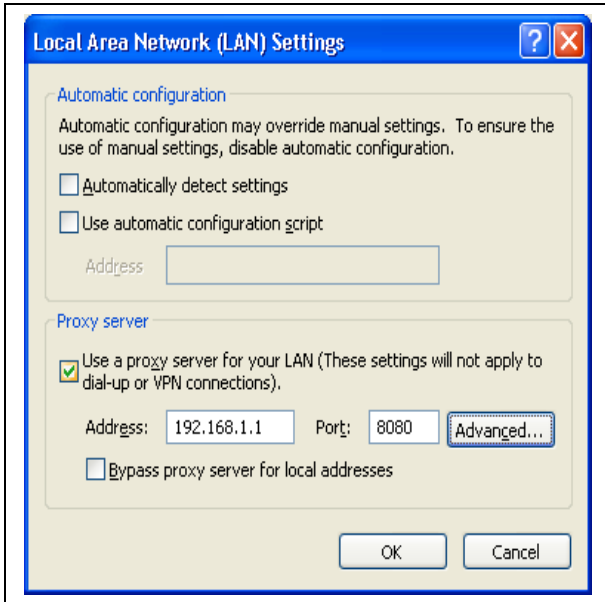 Local Area Network (LAN) Settings
Automatic configuration
Automatic configuration may override manual settings. To ensure the
use of manual settings, disable automatic configuration.
Automatically detect settings
Use automatic configuration script
Address
Proxy server
Use a proxy server for your LAN (These settings will not apply to
dial-up or VPN connections).
Address: 192.168.1.1 Port: 8080 Advanced...
Bypass proxy server for local addresses
OK Cancel